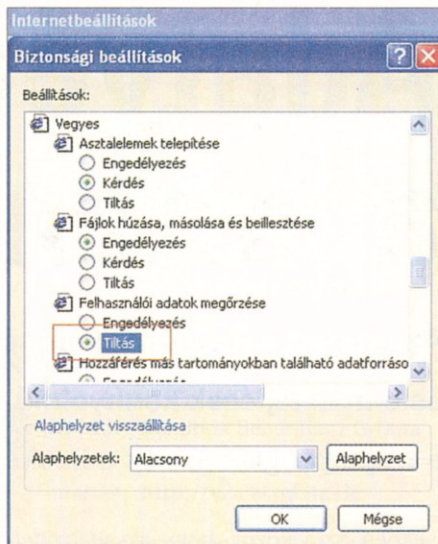 Internetbeállítások
Biztonsági beállítások
Beállítások:
Vegyes
Asztalelemek telepítése
Engedélyezés
Kérdés
Tiltás
Fájlok húzása, másolása és beillesztése
Engedélyezés
Kérdés
Tiltás
Felhasználói adatok megőrzése
Engedélyezés
Tiltás
Hozzáférés más tartományokban található adatforráso
Engedélyezés
Alaphelyzet visszaállítása
Alaphelyzetek: Alacsony Alaphelyzet
OK Mégse